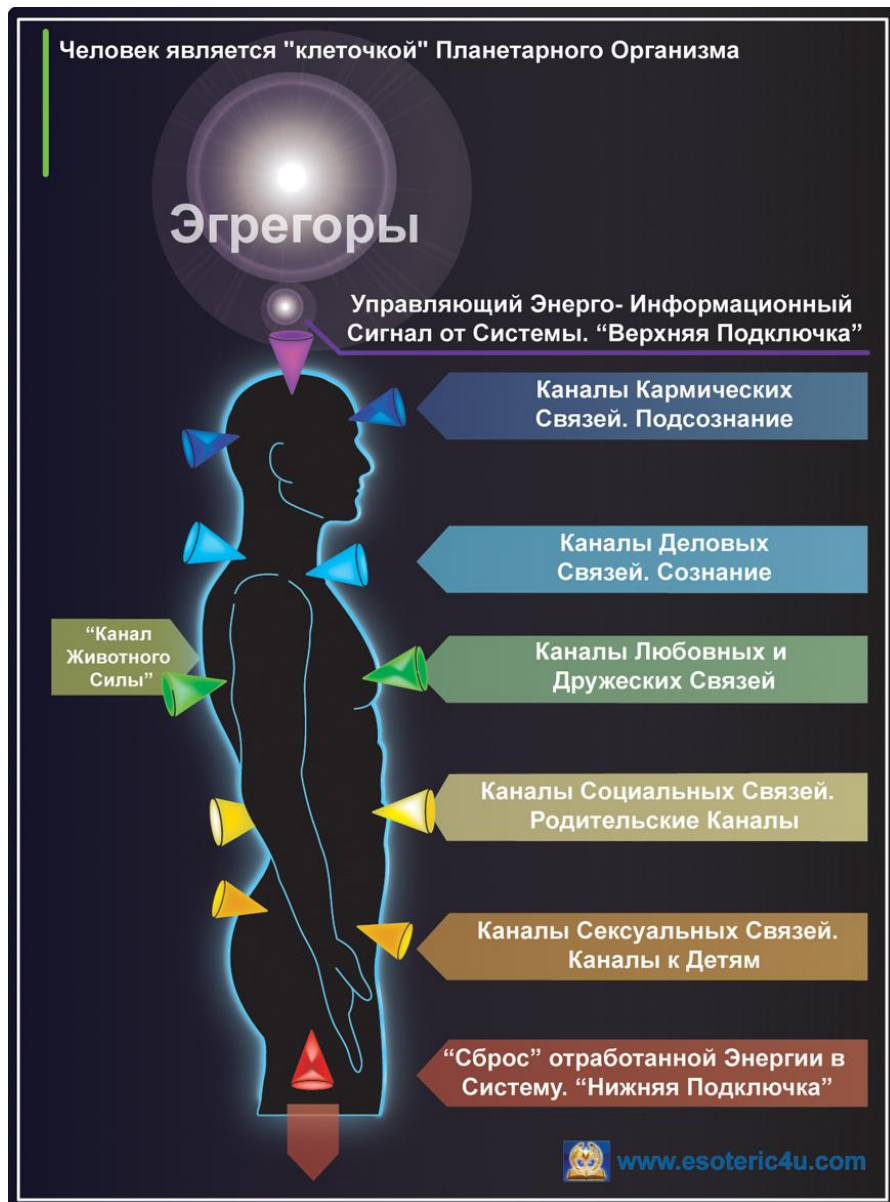 Человек является "клеточкой" Планетарного Организма
Эгрегоры
Управляющий Энерго- Информационный
Сигнал от Системы. “Верхняя Подключка”
Каналы Кармических
Связей. Подсознание
Каналы Деловых
Связей. Сознание
“Канал
Животного
Силы”
Каналы Любовных и
Дружеских Связей
Каналы Социальных Связей.
Родительские Каналы
Каналы Сексуальных Связей.
Каналы к Детям
“Сброс” отработанной Энергии в
Систему. “Нижняя Подключка”
www.esoteric4u.com